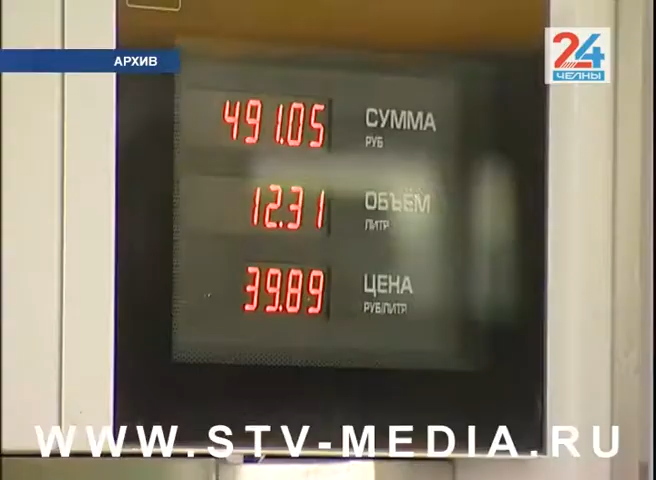 АРХИВ
24
ЧЕЛНЫ
491.05 СУММА
РУБ
12.31 ОБЪЁМ
ЛИТР
39.89 ЦЕНА
РУБ/ЛИТР
WWW.STV-MEDIA.RU